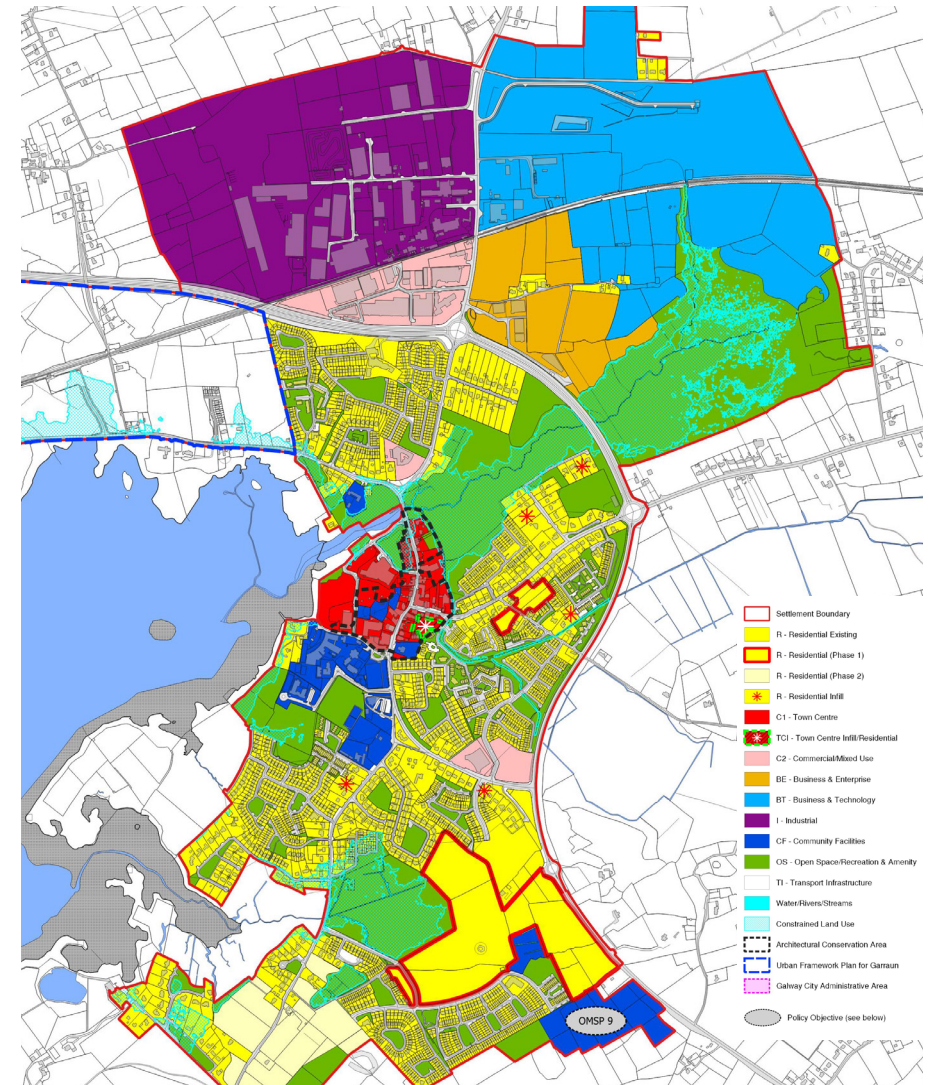 Settlement Boundary
R - Residential Existing
R - Residential (Phase 1)
R - Residential (Phase 2)
R - Residential Infill
C1 - Town Centre
TCI - Town Centre Infill/Residential
C2 - Commercial/Mixed Use
BE - Business & Enterprise
BT - Business & Technology
I - Industrial
CF - Community Facilities
OS - Open Space/Recreation & Amenity
TI - Transport Infrastructure
Water/Rivers/Streams
Constrained Land Use
Architectural Conservation Area
Urban Framework Plan for Garraun
Galway City Administrative Area
Policy Objective (see below)
OMSP 9